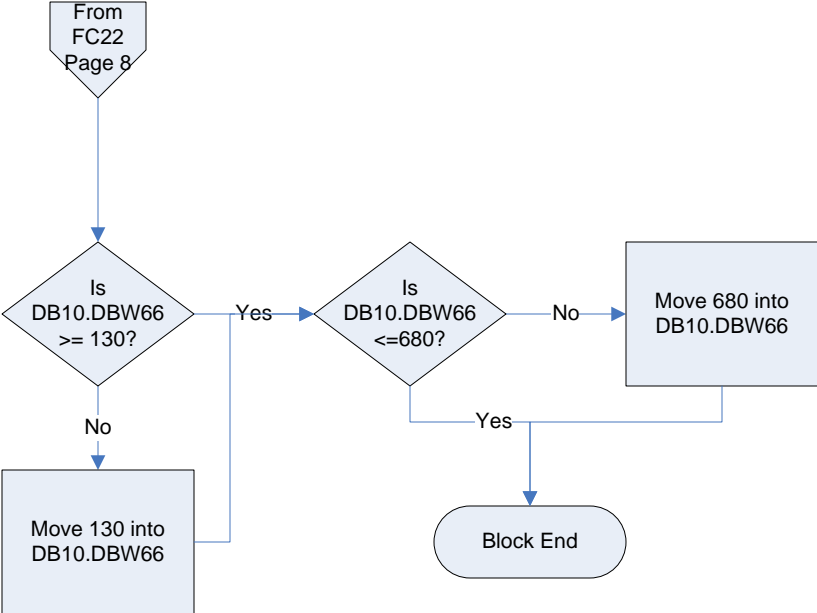 From
FC22
Page 8
Is
DB10.DBW66
>= 130?
Yes
Is
DB10.DBW66
<=680?
No
Move 680 into
DB10.DBW66
No
Yes
Move 130 into
DB10.DBW66
Block End